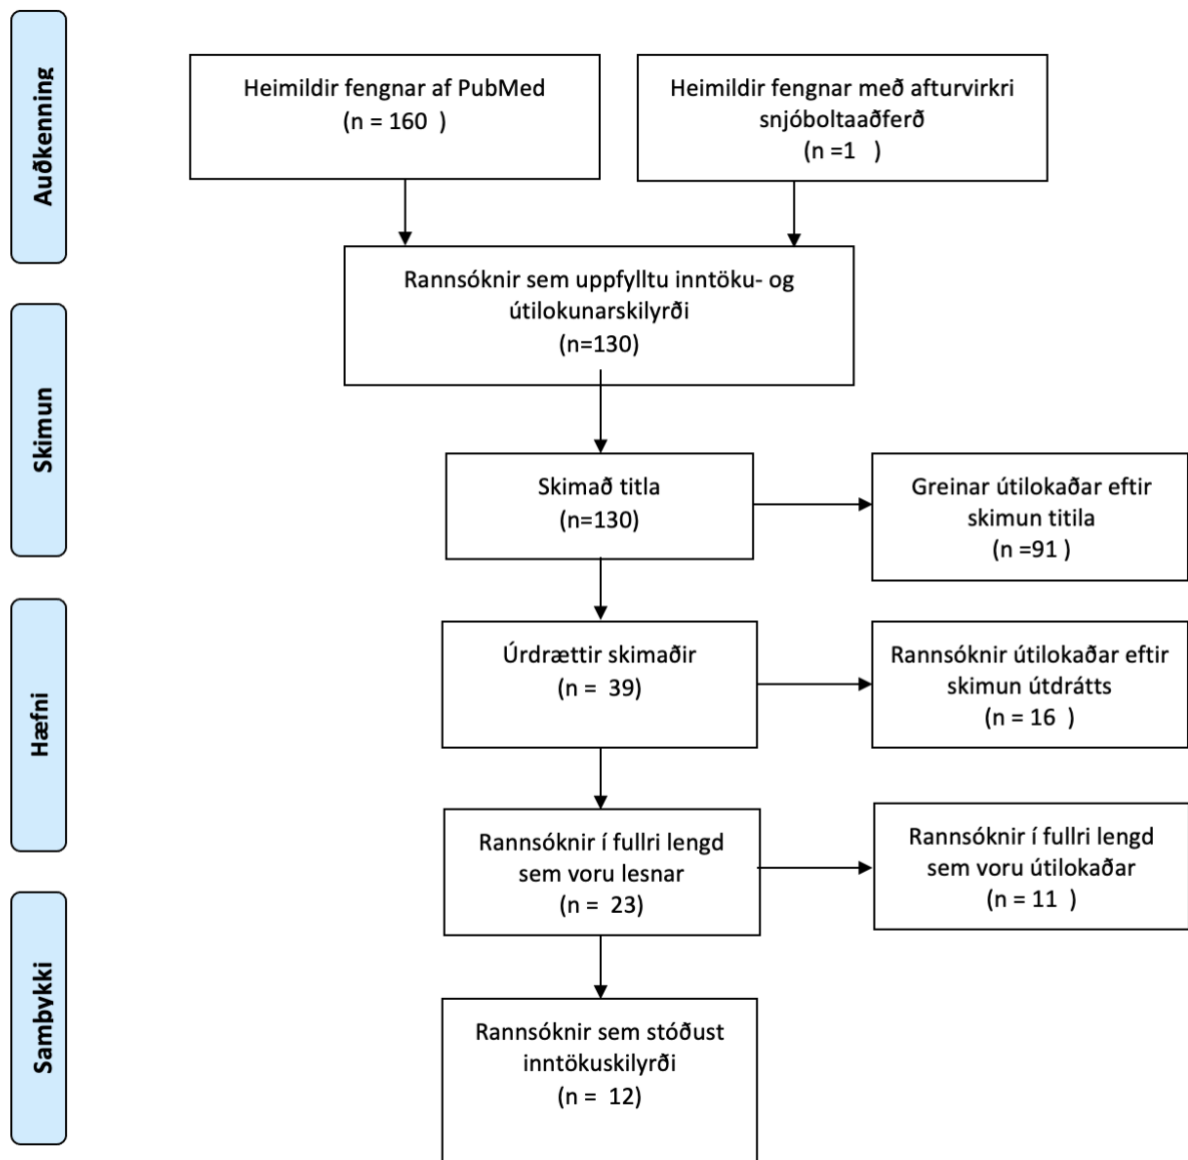 Auðkenning
Heimildir fengnar af PubMed
(n = 160  )
Heimildir fengnar með afturvirkri
snjóboltaaðferð
(n =1   )
Rannsóknir sem uppfylltu inntöku- og
útilokunarskilyrði
(n=130)
Skimun
Skimað titla
(n=130)
Greinar útilokaðar eftir
skimun titila
(n =91 )
Hæfni
Úrdrættir skimaðir
(n =  39)
Rannsóknir útilokaðar eftir
skimun útdrátts
(n = 16  )
Rannsóknir í fullri lengd
sem voru lesnar
(n =  23)
Rannsóknir í fullri lengd
sem voru útilokaðar
(n = 11  )
Samþykki
Rannsóknir sem stóðust
inntökuskilyrði
(n =  12)